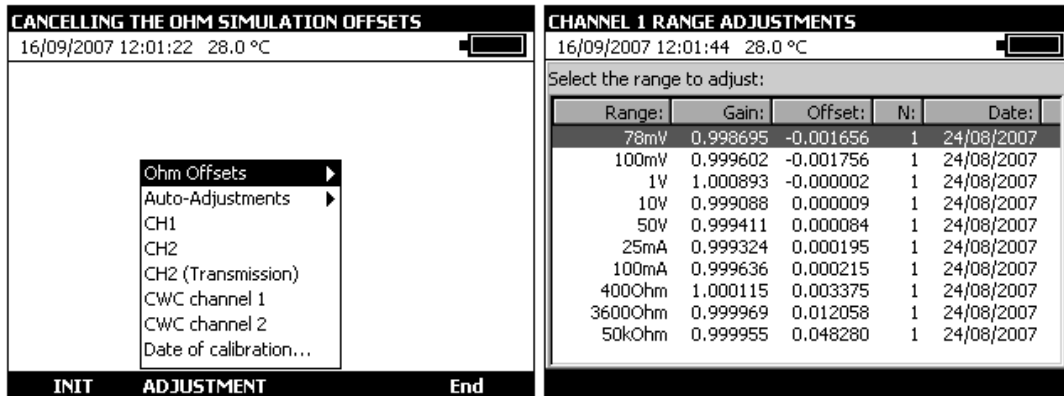 CANCELLING THE OHM SIMULATION OFFSETS
16/09/2007 12:01:22 28.0 °C
Ohm Offsets
Auto-Adjustments
CH1
CH2
CH2 (Transmission)
CWC channel 1
CWC channel 2
Date of calibration...
INIT ADJUSTMENT End
CHANNEL 1 RANGE ADJUSTMENTS
16/09/2007 12:01:44 28.0 °C
Select the range to adjust:
Range: Gain: Offset: N: Date:
78mV 0.998695 -0.001656 1 24/08/2007
100mV 0.999602 -0.001756 1 24/08/2007
1V 1.000893 -0.000002 1 24/08/2007
10V 0.999088 0.000009 1 24/08/2007
50V 0.999411 0.000084 1 24/08/2007
25mA 0.999324 0.000195 1 24/08/2007
100mA 0.999636 0.000215 1 24/08/2007
400Ohm 1.000115 0.003375 1 24/08/2007
3600Ohm 0.999969 0.012058 1 24/08/2007
50kOhm 0.999955 0.048280 1 24/08/2007